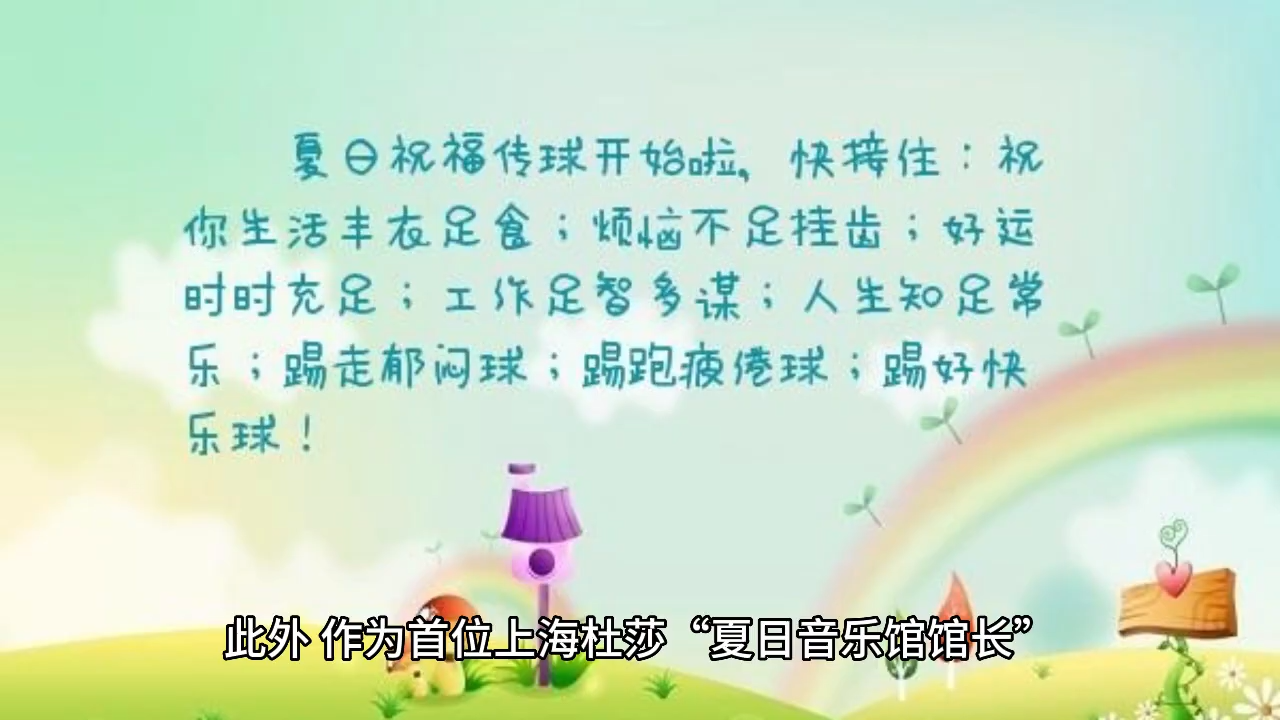 夏日祝福传球开始啦，快接住：祝
你生活丰衣足食；烦恼不足挂齿；好运
时时充足；工作足智多谋；人生知足常
乐；踢走郁闷球；踢跑疲倦球；踢好快
乐球！
此外 作为首位上海杜莎“夏日音乐馆馆长”